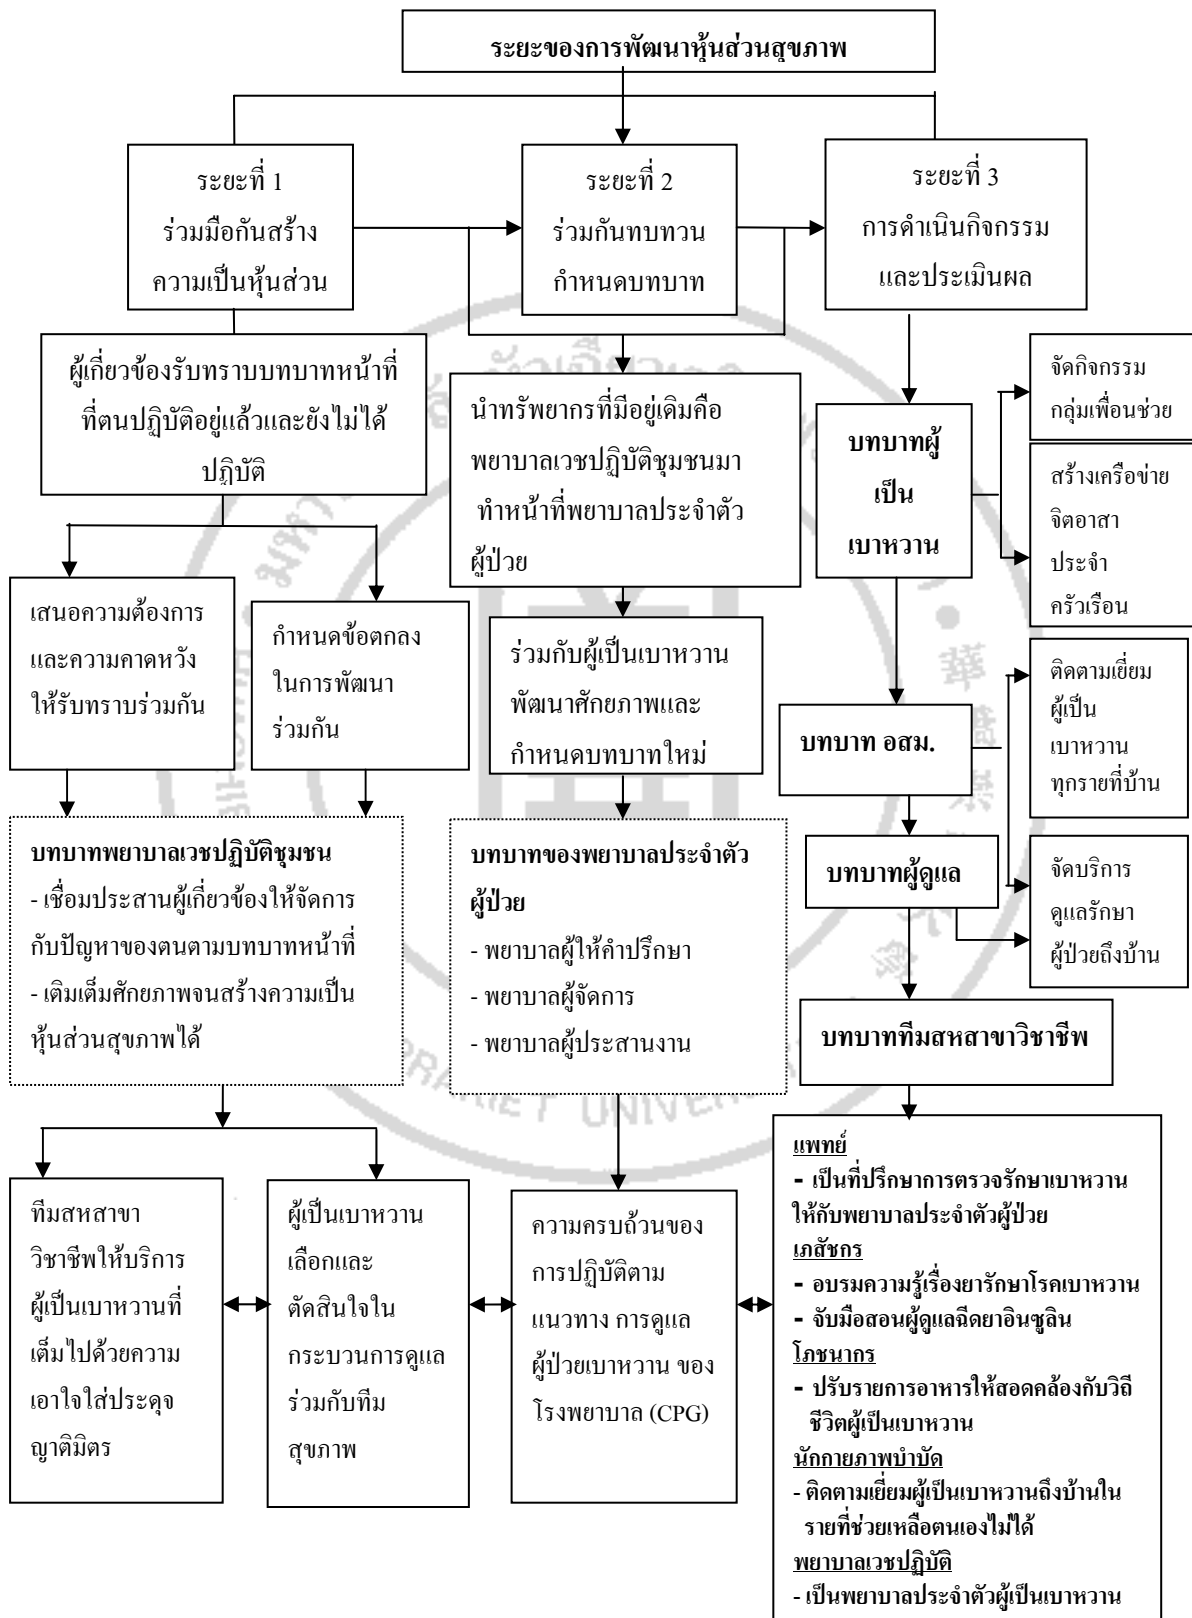 ระยะของการพัฒนาหุ้นส่วนสุขภาพ
ระยะที่ 1
ร่วมมือกันสร้าง
ความเป็นหุ้นส่วน
ระยะที่ 2
ร่วมกันทบทวน
กำหนดบทบาท
ระยะที่ 3
การดำเนินกิจกรรม
และประเมินผล
ผู้เกี่ยวข้องรับทราบบทบาทหน้าที่
ที่ตนปฏิบัติอยู่แล้วและยังไม่ได้
ปฏิบัติ
เสนอความต้องการ
และความคาดหวัง
ให้รับทราบร่วมกัน
กำหนดข้อตกลง
ในการพัฒนา
ร่วมกัน
บทบาทพยาบาลเวชปฏิบัติชุมชน
- เชื่อมประสานผู้เกี่ยวข้องให้จัดการ
กับปัญหาของตนตามบทบาทหน้าที่
- เติมเต็มศักยภาพจนสร้างความเป็น
หุ้นส่วนสุขภาพได้
ทีมสหสาขา
วิชาชีพให้บริการ
ผู้เป็นเบาหวานที่
เต็มไปด้วยความ
เอาใจใส่ประดุจ
ญาติมิตร
ผู้เป็นเบาหวาน
เลือกและ
ตัดสินใจใน
กระบวนการดูแล
ร่วมกับทีม
สุขภาพ
นำทรัพยากรที่มีอยู่เดิมคือ
พยาบาลเวชปฏิบัติชุมชนมา
ทำหน้าที่พยาบาลประจำตัว
ผู้ป่วย
ร่วมกับผู้เป็นเบาหวาน
พัฒนาศักยภาพและ
กำหนดบทบาทใหม่
บทบาทของพยาบาลประจำตัว
ผู้ป่วย
- พยาบาลผู้ให้คำปรึกษา
- พยาบาลผู้จัดการ
- พยาบาลผู้ประสานงาน
ความครบถ้วนของ
การปฏิบัติตาม
แนวทาง การดูแล
ผู้ป่วยเบาหวาน ของ
โรงพยาบาล (CPG)
บทบาทผู้
เป็น
เบาหวาน
จัดกิจกรรม
กลุ่มเพื่อนช่วย
สร้างเครือข่าย
จิตอาสา
ประจำ
ครัวเรือน
บทบาท อสม.
ติดตามเยี่ยม
ผู้เป็น
เบาหวาน
ทุกรายที่บ้าน
บทบาทผู้ดูแล
จัดบริการ
ดูแลรักษา
ผู้ป่วยถึงบ้าน
บทบาททีมสหสาขาวิชาชีพ
แพทย์
- เป็นที่ปรึกษาการตรวจรักษาเบาหวาน
ให้กับพยาบาลประจำตัวผู้ป่วย
เภสัชกร
- อบรมความรู้เรื่องยารักษาโรคเบาหวาน
- จับมือสอนผู้ดูแลฉีดยาอินซูลิน
โภชนากร
- ปรับรายการอาหารให้สอดคล้องกับวิถี
ชีวิตผู้เป็นเบาหวาน
นักกายภาพบำบัด
- ติดตามเยี่ยมผู้เป็นเบาหวานถึงบ้านใน
รายที่ช่วยเหลือตนเองไม่ได้
พยาบาลเวชปฏิบัติ
- เป็นพยาบาลประจำตัวผู้เป็นเบาหวาน